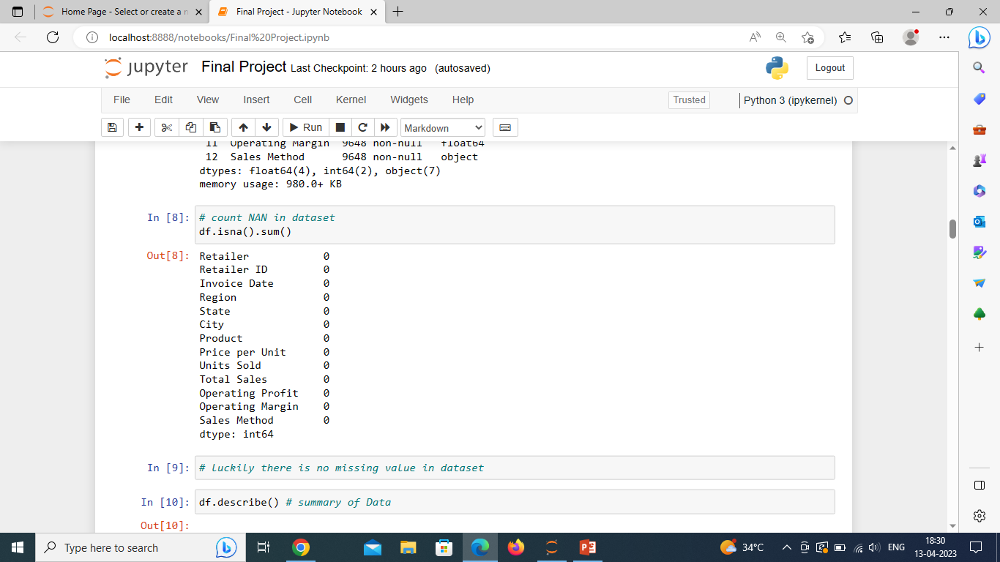 Home Page - Select or create a n
Final Project - Jupyter Notebook
localhost:8888/notebooks/Final%20Project.ipynb
jupyter Final Project Last Checkpoint: 2 hours ago (autosaved)
Logout
File Edit View Insert Cell Kernel Widgets Help
Trusted
Python 3 (ipykernel)
Run
Markdown
11 Operating Margin 9648 non-null float64
12 Sales Method 9648 non-null object
dtypes: float64(4), int64(2), object(7)
memory usage: 980.0+ KB
In [8]: # count NAN in dataset
df.isna().sum()
Out[8]: Retailer 0
Retailer ID 0
Invoice Date 0
Region 0
State 0
City 0
Product 0
Price per Unit 0
Units Sold 0
Total Sales 0
Operating Profit 0
Operating Margin 0
Sales Method 0
dtype: int64
In [9]: # luckily there is no missing value in dataset
In [10]: df.describe() # summary of Data
Out[10]:
Type here to search
34°C
ENG
18:30
13-04-2023